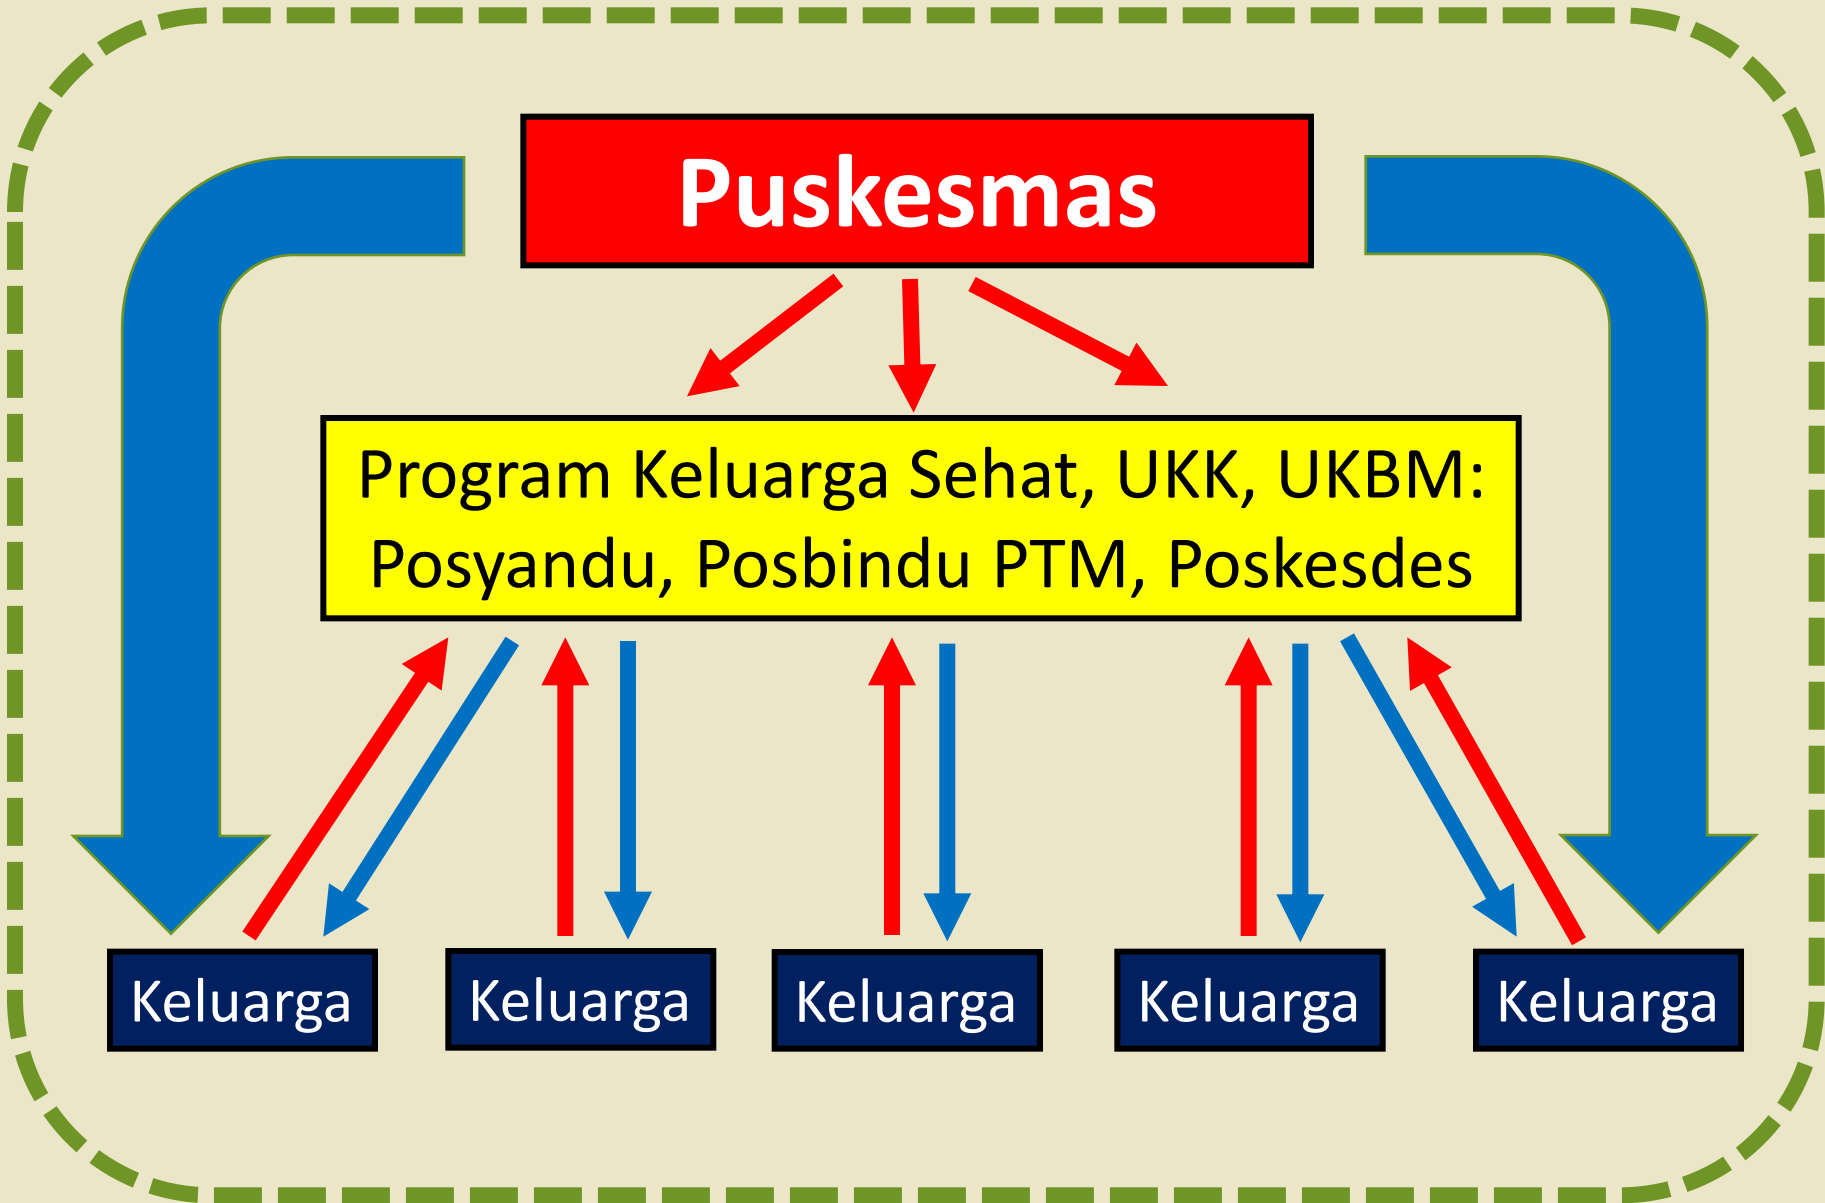 Puskesmas
Program Keluarga Sehat, UKK, UKBM:
Posyandu, Posbindu PTM, Poskesdes
Keluarga
Keluarga
Keluarga
Keluarga
Keluarga